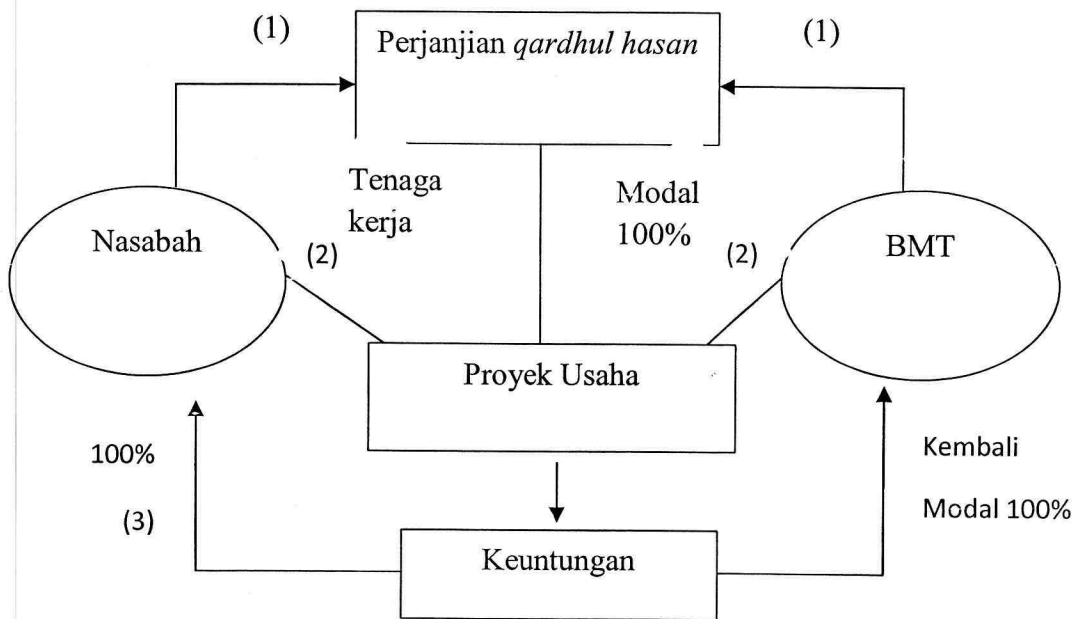 (1)
Perjanjian qardhul hasan
(1)
Tenaga
kerja
Modal
100%
Nasabah
(2)
(2)
BMT
Proyek Usaha
100%
(3)
Kembali
Modal 100%
Keuntungan